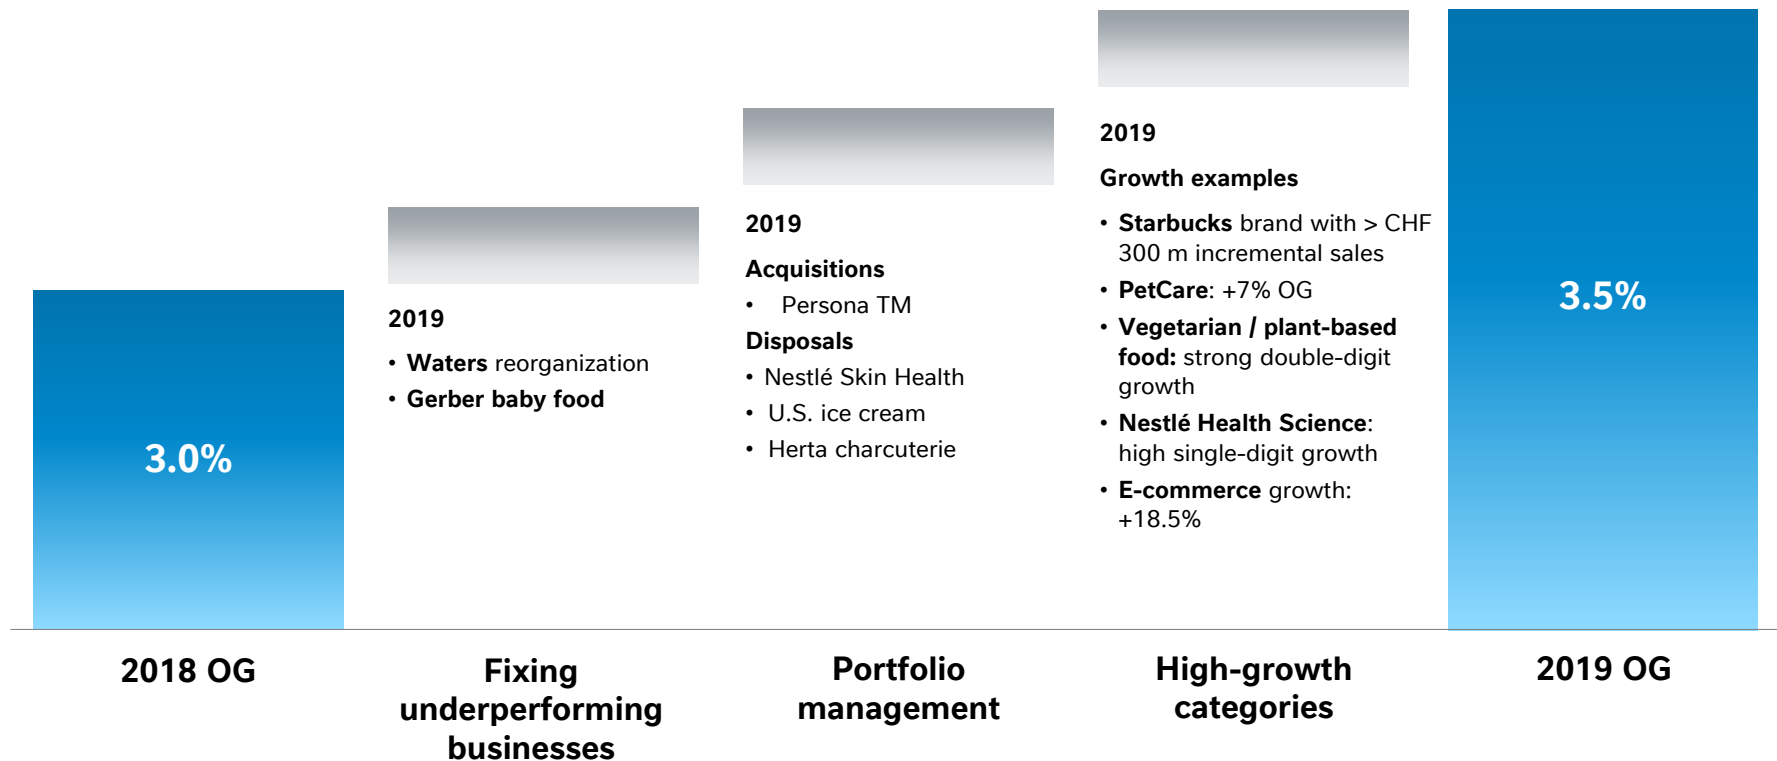 3.0%
2018 OG
2019
• Waters reorganization
• Gerber baby food
Fixing
underperforming
businesses
2019
Acquisitions
• Persona TM
Disposals
• Nestlé Skin Health
• U.S. ice cream
• Herta charcuterie
Portfolio
management
2019
Growth examples
• Starbucks brand with > CHF
300 m incremental sales
• PetCare: +7% OG
• Vegetarian / plant-based
food: strong double-digit
growth
• Nestlé Health Science:
high single-digit growth
• E-commerce growth:
+18.5%
High-growth
categories
3.5%
2019 OG